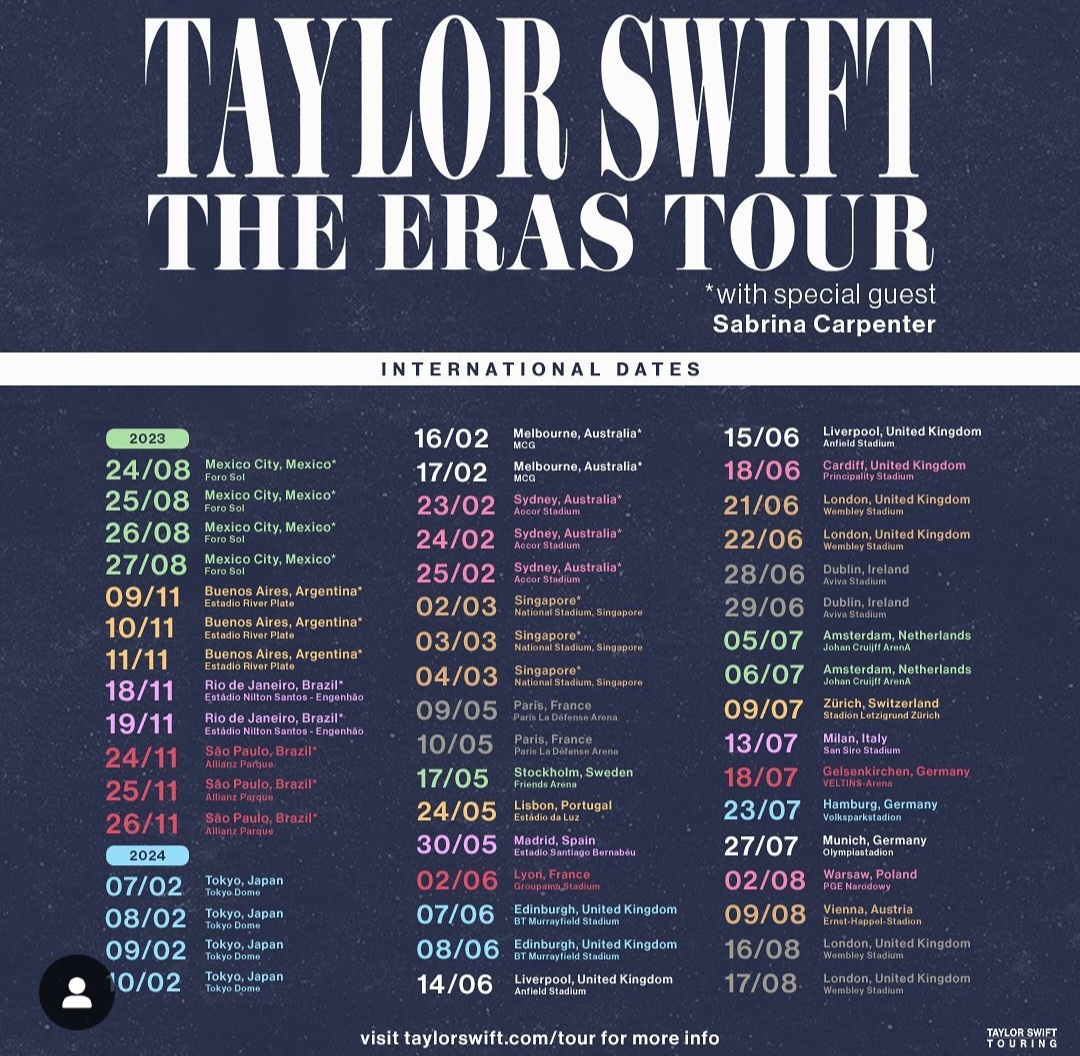 TAYLOR SWIFT
THE ERAS TOUR
*with special guest
Sabrina Carpenter
INTERNATIONAL DATES
2023
24/08 Mexico City, Mexico*
Foro Sol
25/08 Mexico City, Mexico*
Foro Sol
26/08 Mexico City, Mexico*
Foro Sol
27/08 Mexico City, Mexico*
Foro Sol
09/11 Buenos Aires, Argentina*
Estadio River Plate
10/11 Buenos Aires, Argentina*
Estadio River Plate
11/11 Buenos Aires, Argentina*
Estadio River Plate
18/11 Rio de Janeiro, Brazil*
Estádio Nilton Santos - Engenhão
19/11 Rio de Janeiro, Brazil*
Estádio Nilton Santos - Engenhão
24/11 São Paulo, Brazil*
Allianz Parque
25/11 São Paulo, Brazil*
Allianz Parque
26/11 São Paulo, Brazil*
Allianz Parque
2024
07/02 Tokyo, Japan
Tokyo Dome
08/02 Tokyo, Japan
Tokyo Dome
09/02 Tokyo, Japan
Tokyo Dome
10/02 Tokyo, Japan
Tokyo Dome
16/02 Melbourne, Australia*
MCG
17/02 Melbourne, Australia*
MCG
23/02 Sydney, Australia*
Accor Stadium
24/02 Sydney, Australia*
Accor Stadium
25/02 Sydney, Australia*
Accor Stadium
02/03 Singapore*
National Stadium, Singapore
03/03 Singapore*
National Stadium, Singapore
04/03 Singapore*
National Stadium, Singapore
09/05 Paris, France
Paris La Défense Arena
10/05 Paris, France
Paris La Défense Arena
17/05 Stockholm, Sweden
Friends Arena
24/05 Lisbon, Portugal
Estádio da Luz
30/05 Madrid, Spain
Estadio Santiago Bernabéu
02/06 Lyon, France
Groupama Stadium
07/06 Edinburgh, United Kingdom
BT Murrayfield Stadium
08/06 Edinburgh, United Kingdom
BT Murrayfield Stadium
14/06 Liverpool, United Kingdom
Anfield Stadium
15/06 Liverpool, United Kingdom
Anfield Stadium
18/06 Cardiff, United Kingdom
Principality Stadium
21/06 London, United Kingdom
Wembley Stadium
22/06 London, United Kingdom
Wembley Stadium
28/06 Dublin, Ireland
Aviva Stadium
29/06 Dublin, Ireland
Aviva Stadium
05/07 Amsterdam, Netherlands
Johan Cruijff ArenA
06/07 Amsterdam, Netherlands
Johan Cruijff ArenA
09/07 Zürich, Switzerland
Stadion Letzigrund Zürich
13/07 Milan, Italy
San Siro Stadium
18/07 Gelsenkirchen, Germany
VELTINS-Arena
23/07 Hamburg, Germany
Volksparkstadion
27/07 Munich, Germany
Olympiastadion
02/08 Warsaw, Poland
PGE Narodowy
09/08 Vienna, Austria
Ernst-Happel-Stadion
16/08 London, United Kingdom
Wembley Stadium
17/08 London, United Kingdom
Wembley Stadium
visit taylorswift.com/tour for more info
TAYLOR SWIFT
TOURING